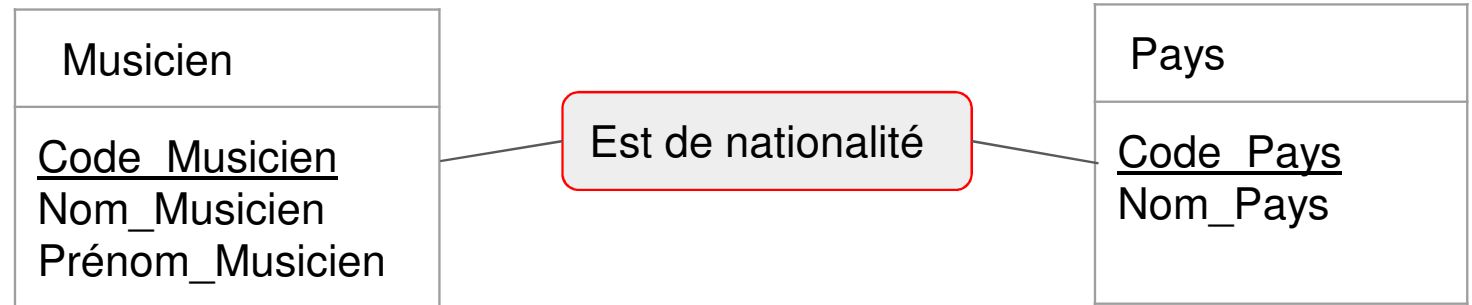 Musicien
Code_Musicien
Nom_Musicien
Prénom_Musicien
Est de nationalité
Pays
Code_Pays
Nom_Pays